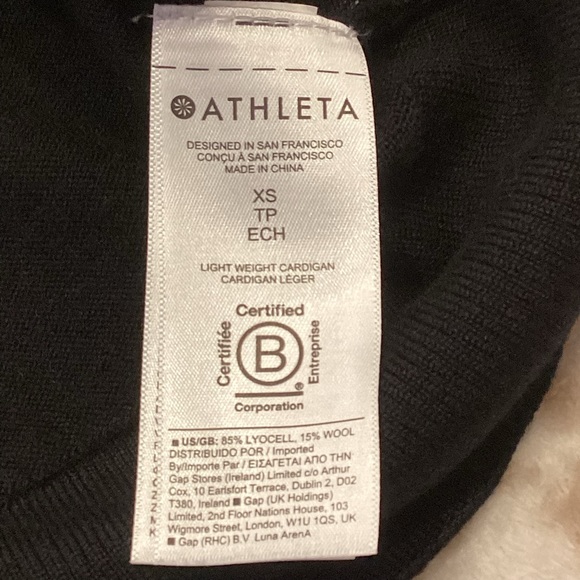 ATHLETA
DESIGNED IN SAN FRANCISCO
CONÇU À SAN FRANCISCO
MADE IN CHINA
XS
TP
ECH
LIGHT WEIGHT CARDIGAN
CARDIGAN LÉGER
Certified
Certifiée
B
Entreprise
®
Corporation
■ US/GB: 85% LYOCELL, 15% WOOL
DISTRIBUIDO POR / Imported
By/Importe Par / ΕΙΣΑΓΕΤΑΙ ΑΠΟ ΤΗΝ
Gap Stores (Ireland) Limited c/o Arthur
Cox, 10 Earlsfort Terrace, Dublin 2, D02
T380, Ireland ■ Gap (UK Holdings)
Limited, 2nd Floor Nations House, 103
Wigmore Street, London, W1U 1QS, UK
■ Gap (RHC) B.V Luna ArenA